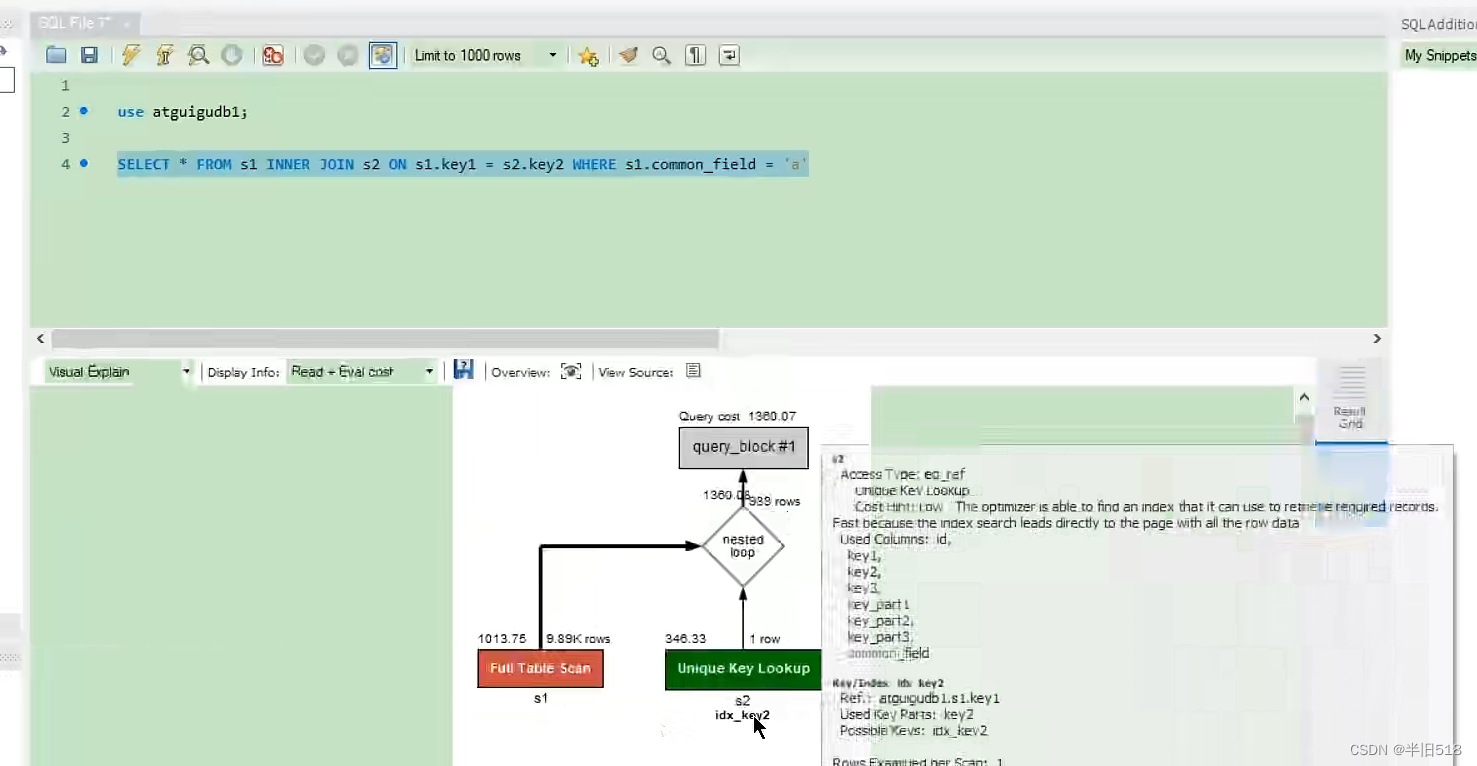 SQL File 7*
SQLAddition
Limit to 1000 rows
My Snippets
1
2 use atguigudb1;
3
4 SELECT * FROM s1 INNER JOIN s2 ON s1.key1 = s2.key2 WHERE s1.common_field = 'a'
Visual Explain
Display Info: Read + Eval cost
Overview:
View Source:
Result
Grid
Query cost 1360.07
query_block #1
989 rows
nested
loop
1013.75 9.89K rows
346.33 1 row
Full Table Scan
Unique Key Lookup
s1
s2
idx_key2
s2
Access Type: eq_ref
Unique Key Lookup
Cost Hint: Low - The optimizer is able to find an index that it can use to retrieve required records.
Fast because the index search leads directly to the page with all the row data
Used Columns: id,
key1,
key2,
key3,
key_part1
key_part2,
key_part3,
common_field
Key/Index: idx_key2
Ref.: atguigudb1.s1.key1
Used Key Parts: key2
Possible Keys: idx_key2
Rows Examined per Scan: 1
CSDN @半旧518